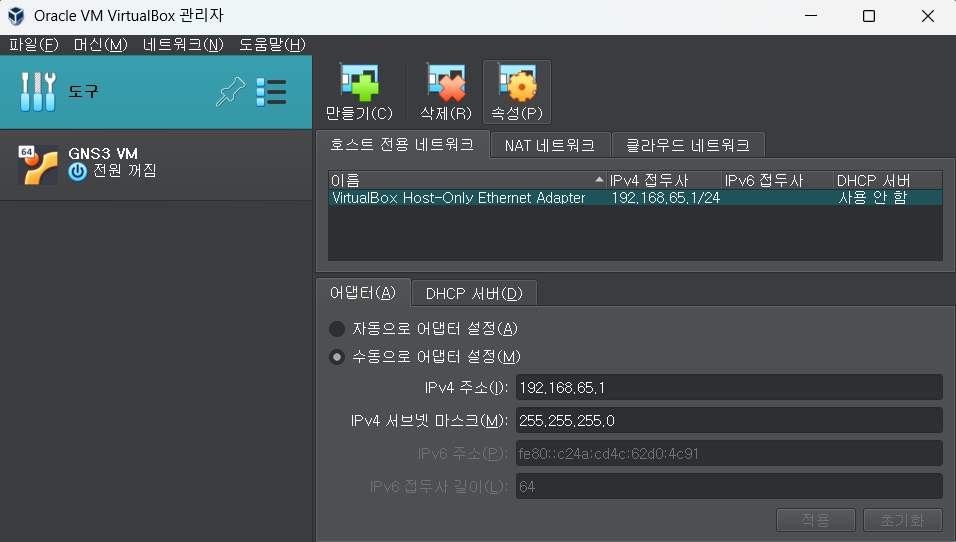 Oracle VM VirtualBox 관리자
파일(F) 머신(M) 네트워크(N) 도움말(H)
도구
64
GNS3 VM
전원 꺼짐
만들기(C) 삭제(R) 속성(P)
호스트 전용 네트워크 NAT 네트워크 클라우드 네트워크
이름 IPv4 접두사 IPv6 접두사 DHCP 서버
VirtualBox Host-Only Ethernet Adapter 192.168.65.1/24 사용 안 함
어댑터(A) DHCP 서버(D)
자동으로 어댑터 설정(A)
수동으로 어댑터 설정(M)
IPv4 주소(I): 192.168.65.1
IPv4 서브넷 마스크(M): 255.255.255.0
IPv6 주소(P): fe80::c24a:cd4c:62d0:4c91
IPv6 접두사 길이(L): 64
적용 초기화